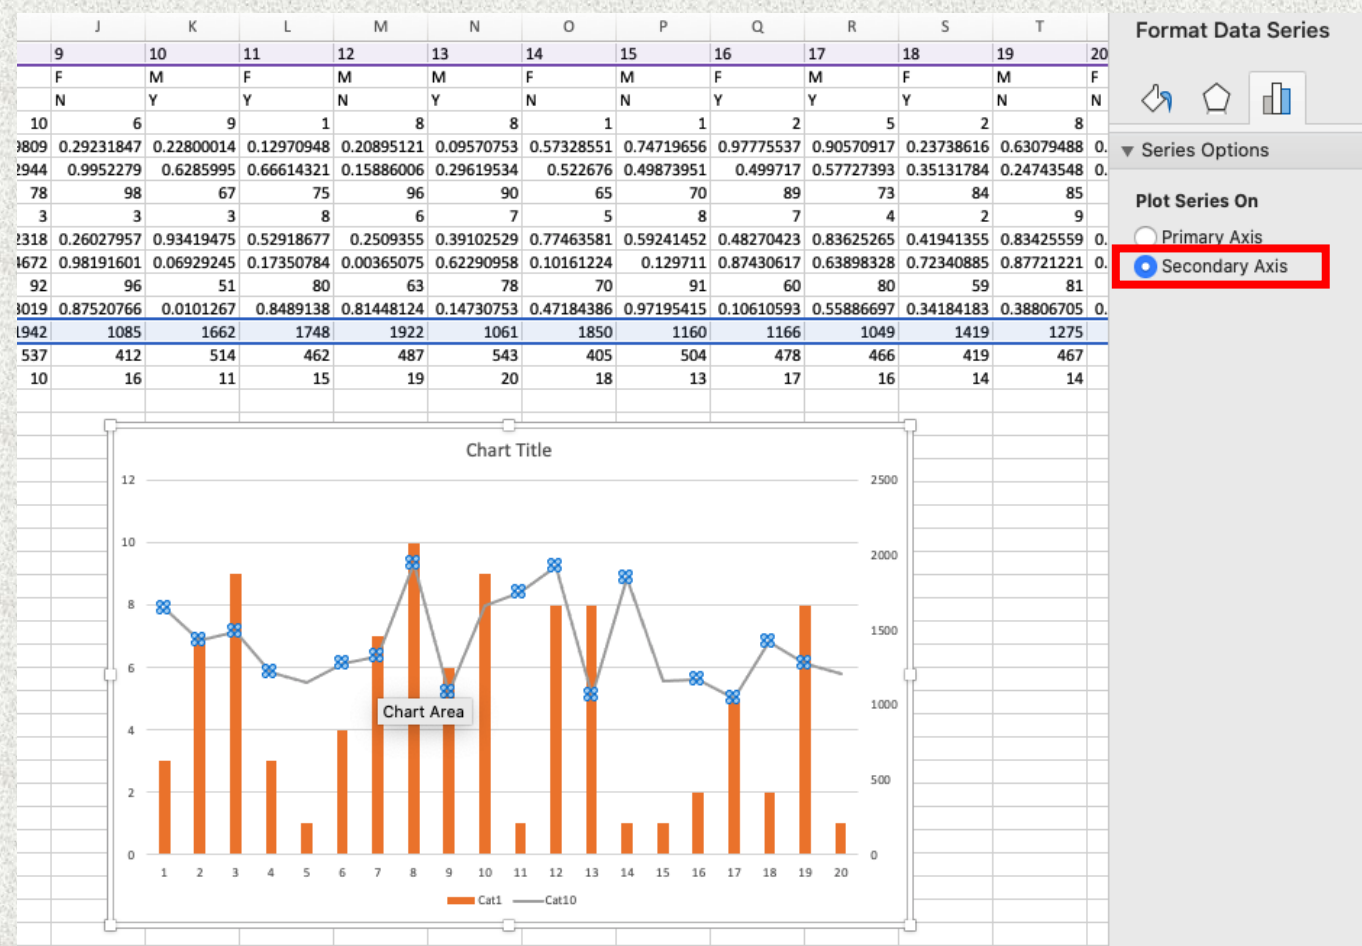 Format Data Series
J K L M N O P Q R S T
9 10 11 12 13 14 15 16 17 18 19 20
F M F M M F M F M F M F
N Y Y N Y N N Y Y Y N N
10 6 9 1 8 8 1 1 2 5 2 8
9809 0.29231847 0.22800014 0.12970948 0.20895121 0.09570753 0.57328551 0.74719656 0.97775537 0.90570917 0.23738616 0.63079488 0.
2944 0.9952279 0.6285995 0.66614321 0.15886006 0.29619534 0.522676 0.49873951 0.499717 0.57727393 0.35131784 0.24743548 0.
78 98 67 75 96 90 65 70 89 73 84 85
3 3 3 8 6 7 5 8 7 4 2 9
2318 0.26027957 0.93419475 0.52918677 0.2509355 0.39102529 0.77463581 0.59241452 0.48270423 0.83625265 0.41941355 0.83425559 0.
4672 0.98191601 0.06929245 0.17350784 0.00365075 0.62290958 0.10161224 0.129711 0.87430617 0.63898328 0.72340885 0.87721221 0.
92 96 51 80 63 78 70 91 60 80 59 81
3019 0.87520766 0.0101267 0.8489138 0.81448124 0.14730753 0.47184386 0.97195415 0.10610593 0.55886697 0.34184183 0.38806705 0.
1942 1085 1662 1748 1922 1061 1850 1160 1166 1049 1419 1275
537 412 514 462 487 543 405 504 478 466 419 467
10 16 11 15 19 20 18 13 17 16 14 14
Series Options
Plot Series On
Primary Axis
Secondary Axis
Chart Title
12 2500
10 2000
8 1500
6
Chart Area
4 1000
2 500
0 0
1 2 3 4 5 6 7 8 9 10 11 12 13 14 15 16 17 18 19 20
Cat1 Cat10